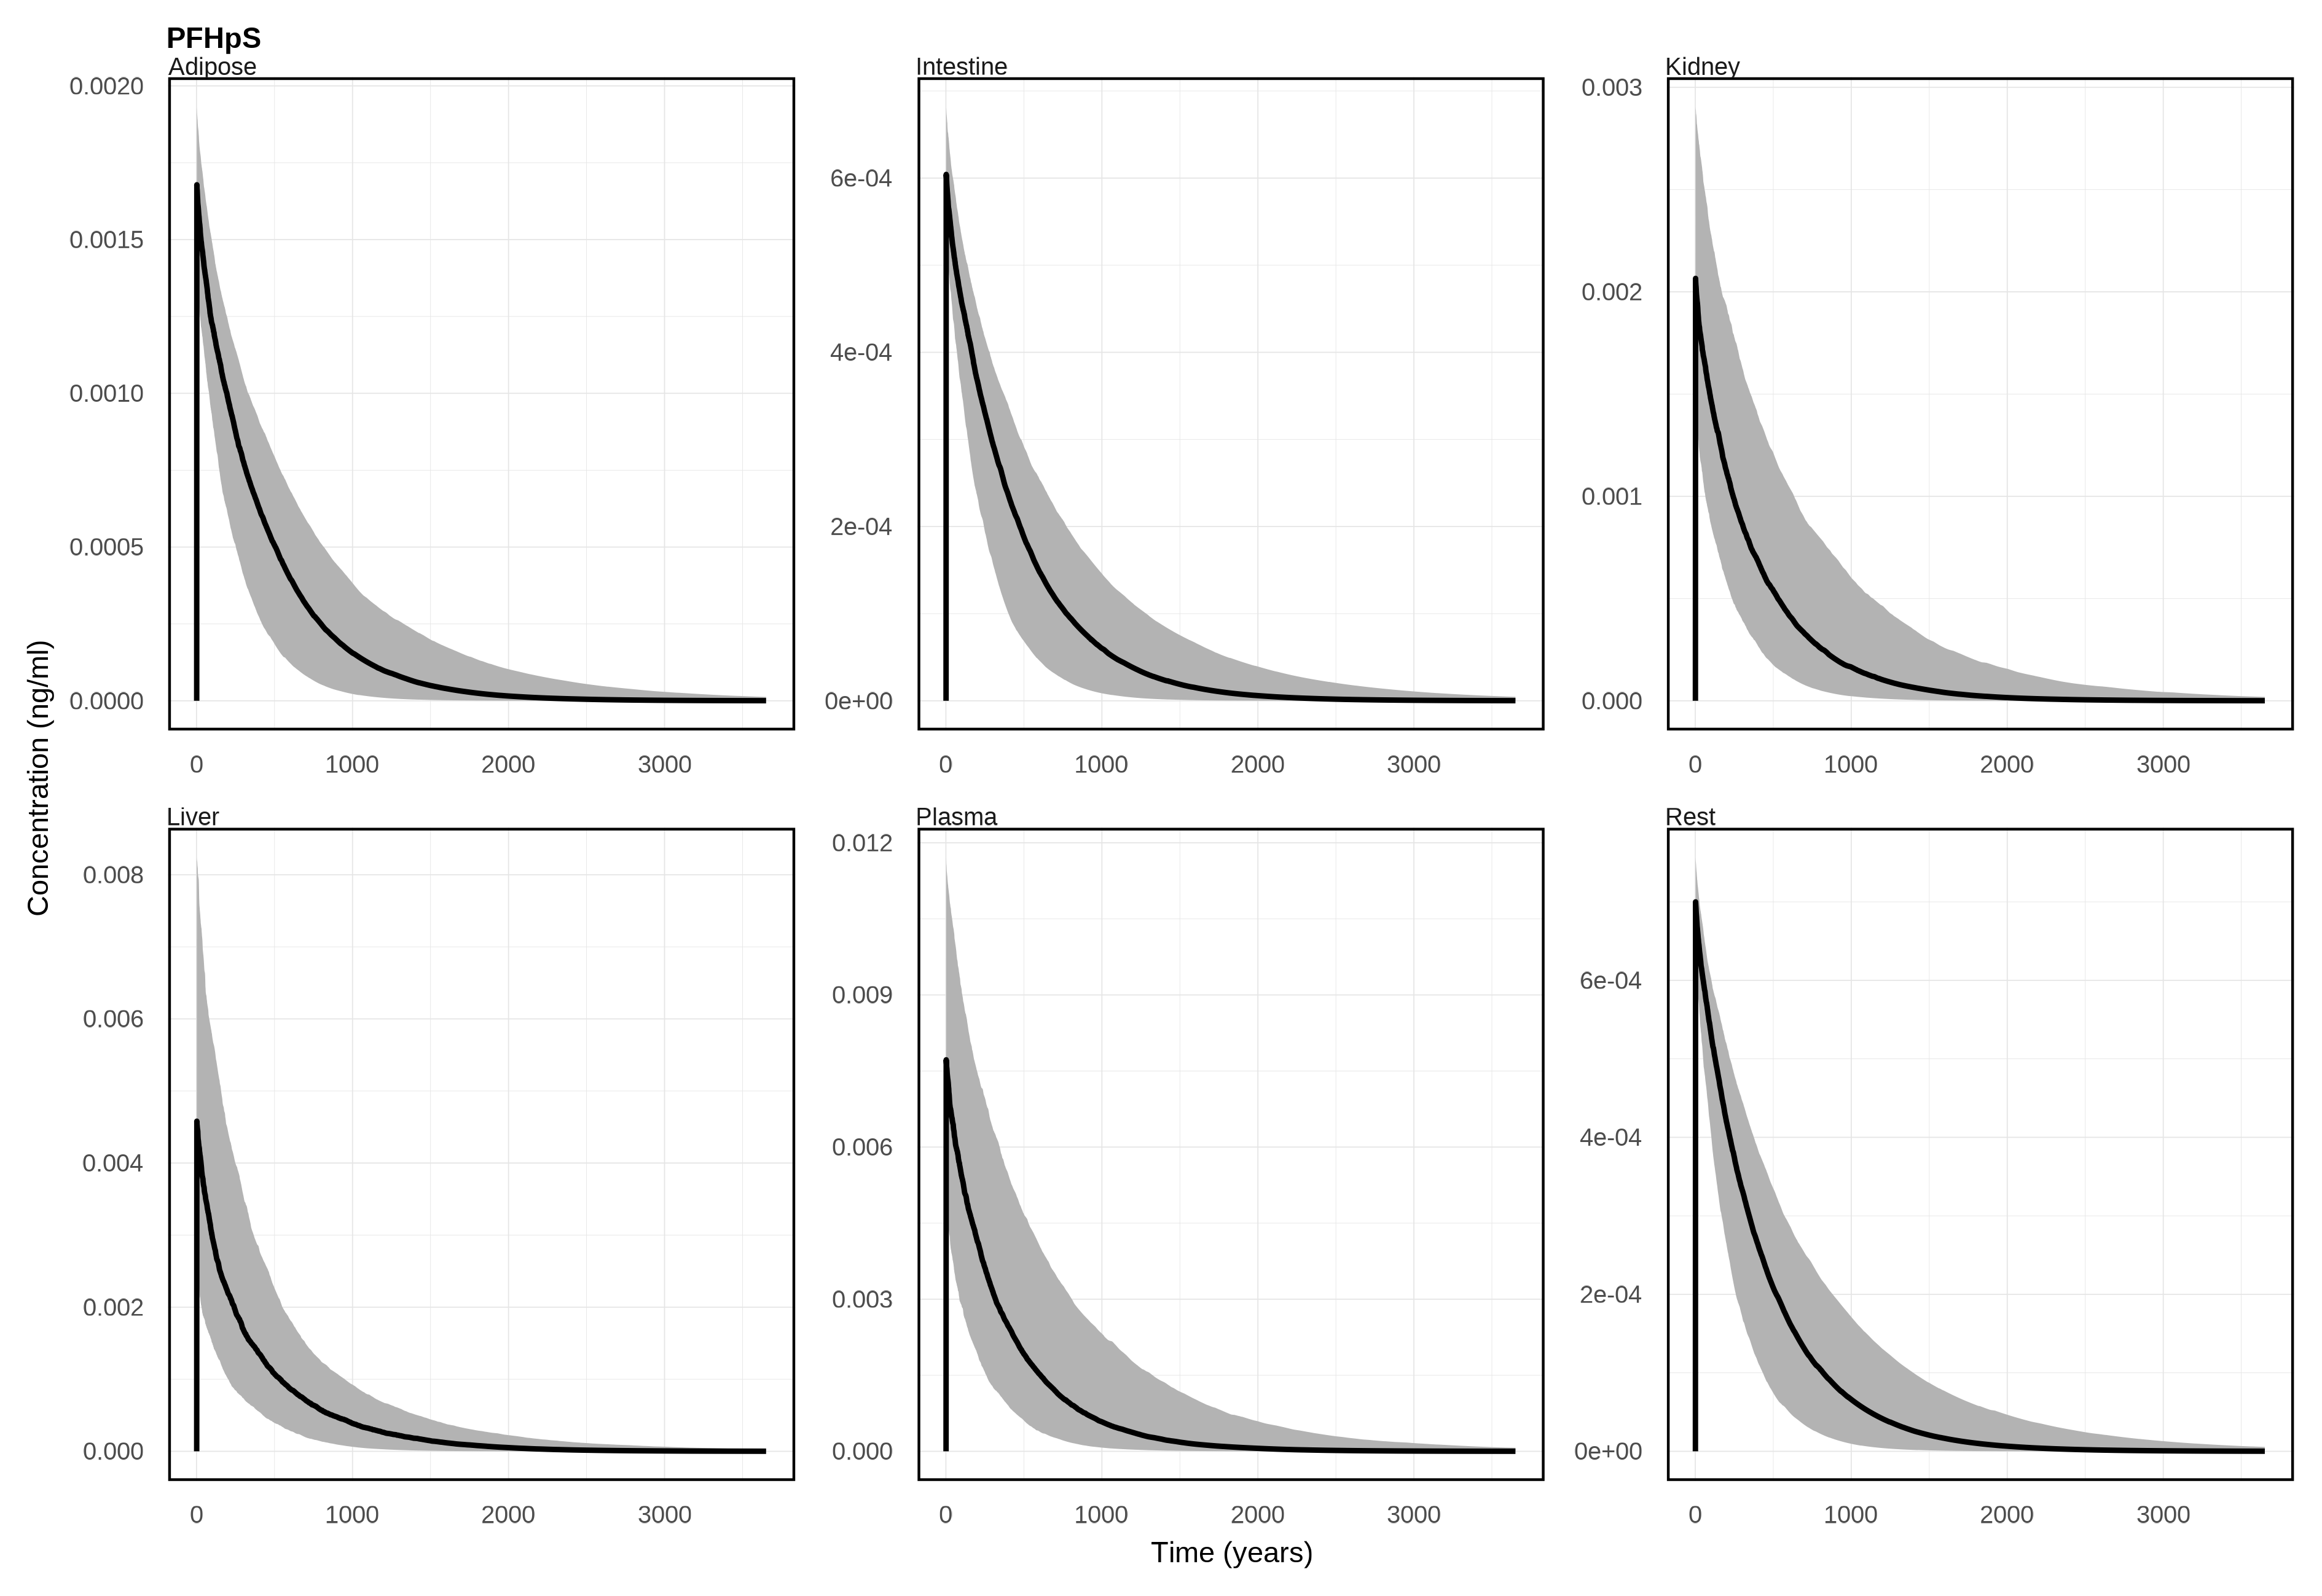 PFHpS
Adipose
Intestine
Kidney
0.0020
0.0015
0.0010
0.0005
0.0000
6e-04
4e-04
2e-04
0e+00
0.003
0.002
0.001
0.000
0 1000 2000 3000
0 1000 2000 3000
0 1000 2000 3000
Concentration (ng/ml)
Liver
Plasma
Rest
0.008
0.006
0.004
0.002
0.000
0.012
0.009
0.006
0.003
0.000
6e-04
4e-04
2e-04
0e+00
0 1000 2000 3000
0 1000 2000 3000
0 1000 2000 3000
Time (years)